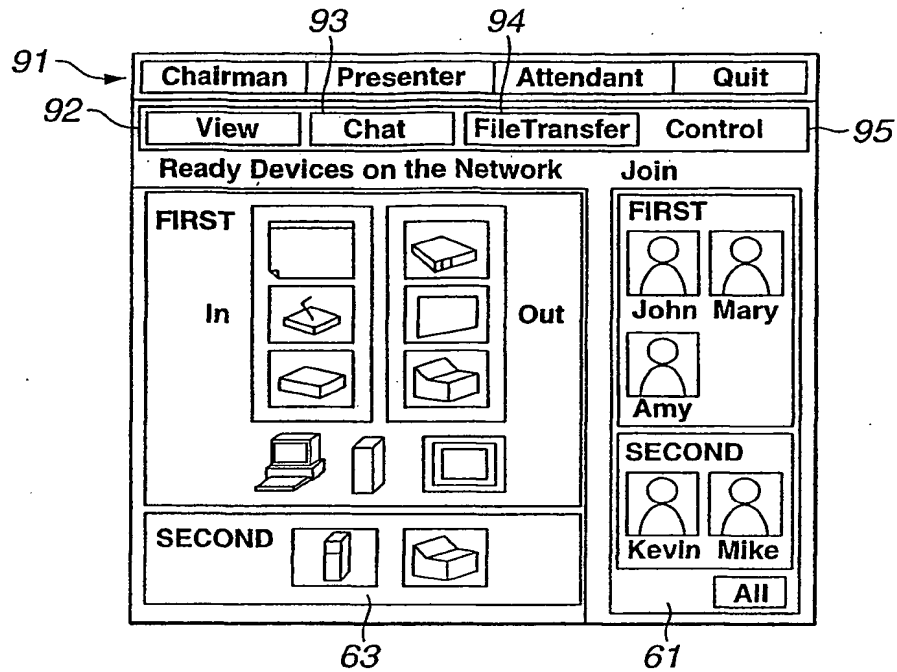 93 94
91 Chairman Presenter Attendant Quit
92 View Chat FileTransfer Control 95
Ready Devices on the Network Join
FIRST FIRST
In Out John Mary
Amy
SECOND
SECOND
Kevin Mike
All
63 61